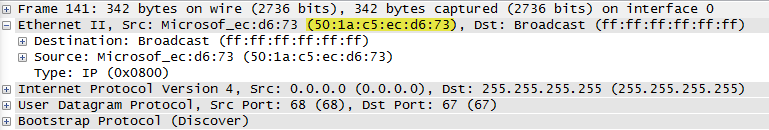 Frame 141: 342 bytes on wire (2736 bits), 342 bytes captured (2736 bits) on interface 0
Ethernet II, Src: Microsof_ec:d6:73 (50:1a:c5:ec:d6:73), Dst: Broadcast (ff:ff:ff:ff:ff:ff)
Destination: Broadcast (ff:ff:ff:ff:ff:ff)
Source: Microsof_ec:d6:73 (50:1a:c5:ec:d6:73)
Type: IP (0x0800)
Internet Protocol Version 4, Src: 0.0.0.0 (0.0.0.0), Dst: 255.255.255.255 (255.255.255.255)
User Datagram Protocol, Src Port: 68 (68), Dst Port: 67 (67)
Bootstrap Protocol (Discover)